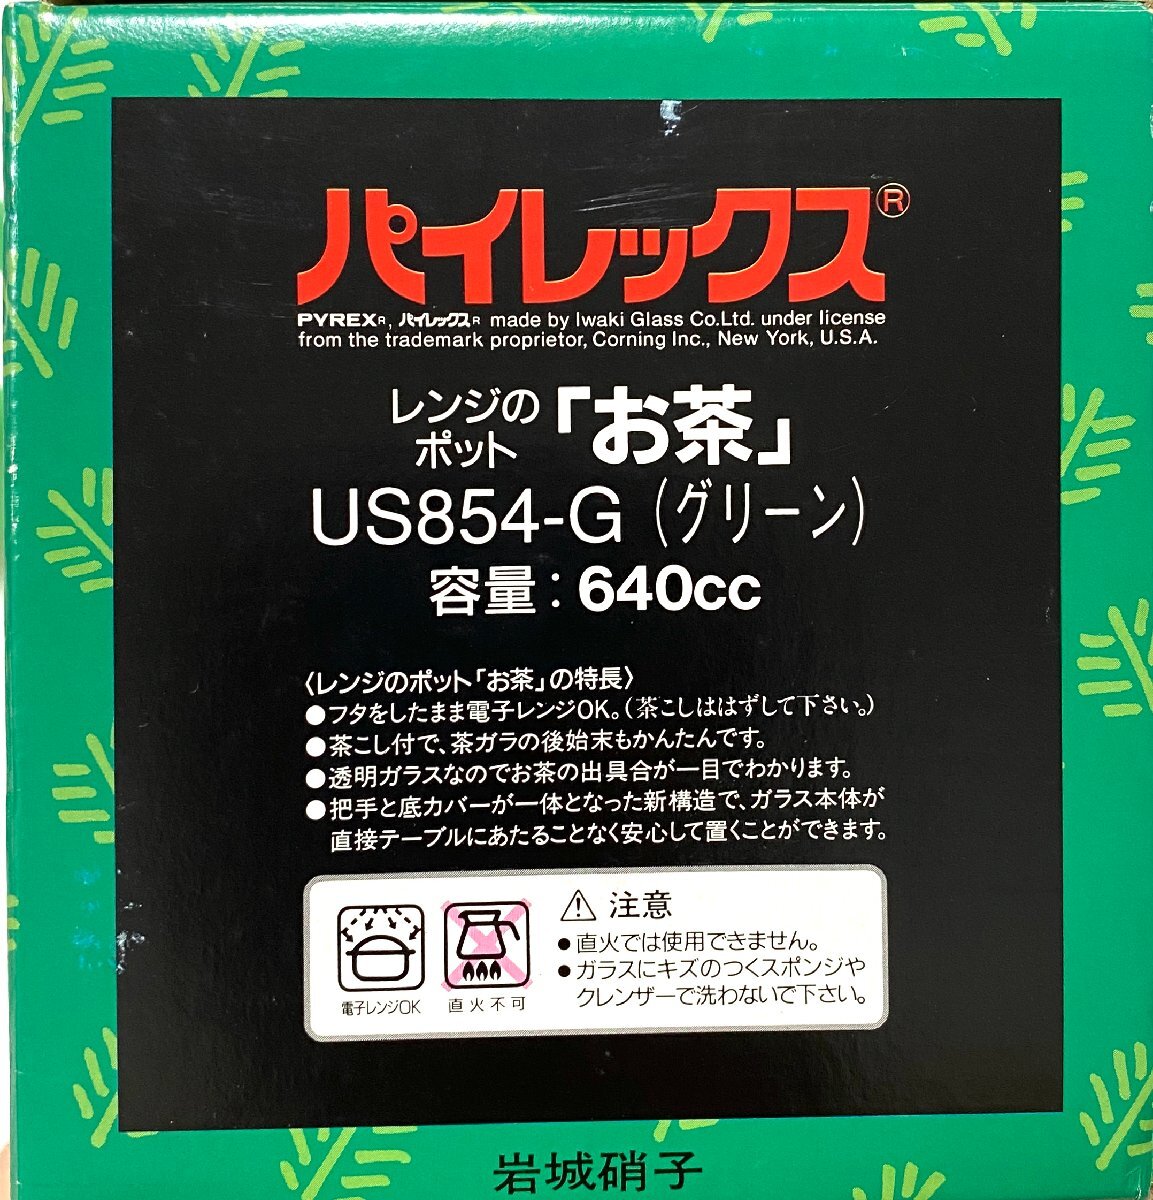 パイレックス®
PYREXR, パイレックスR made by Iwaki Glass Co.Ltd. under license
from the trademark proprietor, Corning Inc., New York, U.S.A.
レンジの
ポット「お茶」
US854-G (グリーン)
容量：640cc
〈レンジのポット「お茶」の特長〉
●フタをしたまま電子レンジOK。(茶こしははずして下さい。)
●茶こし付で、茶ガラの後始末もかんたんです。
●透明ガラスなのでお茶の出具合が一目でわかります。
●把手と底カバーが一体となった新構造で、ガラス本体が
直接テーブルにあたることなく安心して置くことができます。
電子レンジOK
直火不可
⚠ 注意
●直火では使用できません。
●ガラスにキズのつくスポンジや
クレンザーで洗わないで下さい。
岩城硝子